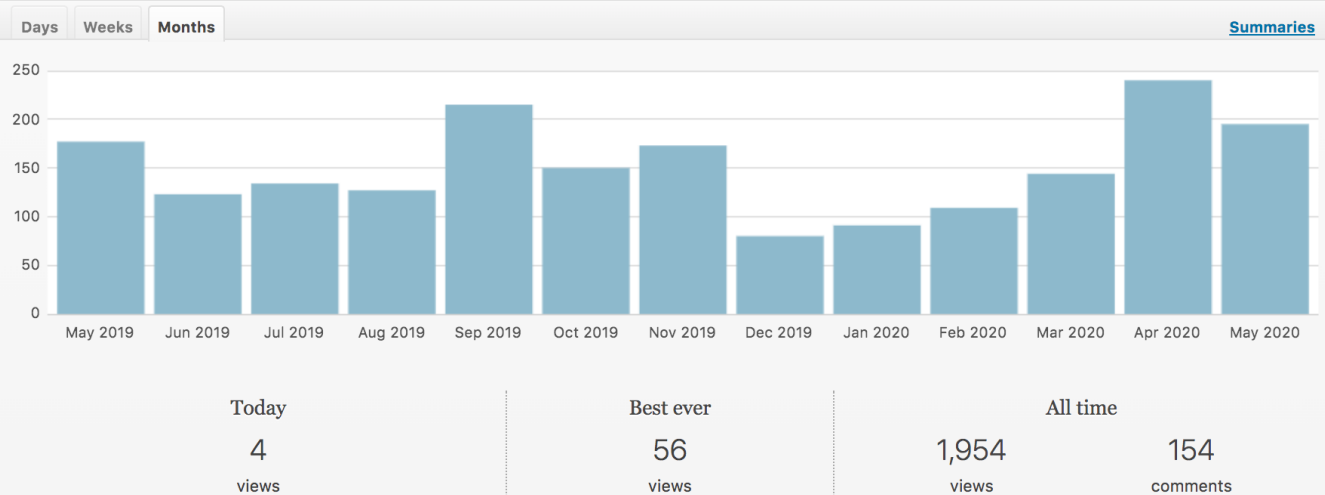 Days Weeks Months Summaries
250
200
150
100
50
0
May 2019 Jun 2019 Jul 2019 Aug 2019 Sep 2019 Oct 2019 Nov 2019 Dec 2019 Jan 2020 Feb 2020 Mar 2020 Apr 2020 May 2020
Today Best ever All time
4 56 1,954 154
views views views comments